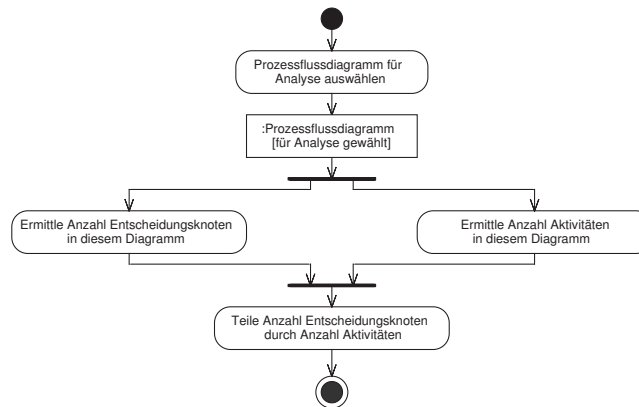 Prozessflussdiagramm für
Analyse auswählen
:Prozessflussdiagramm
[für Analyse gewählt]
Ermittle Anzahl Entscheidungsknoten
in diesem Diagramm
Ermittle Anzahl Aktivitäten
in diesem Diagramm
Teile Anzahl Entscheidungsknoten
durch Anzahl Aktivitäten